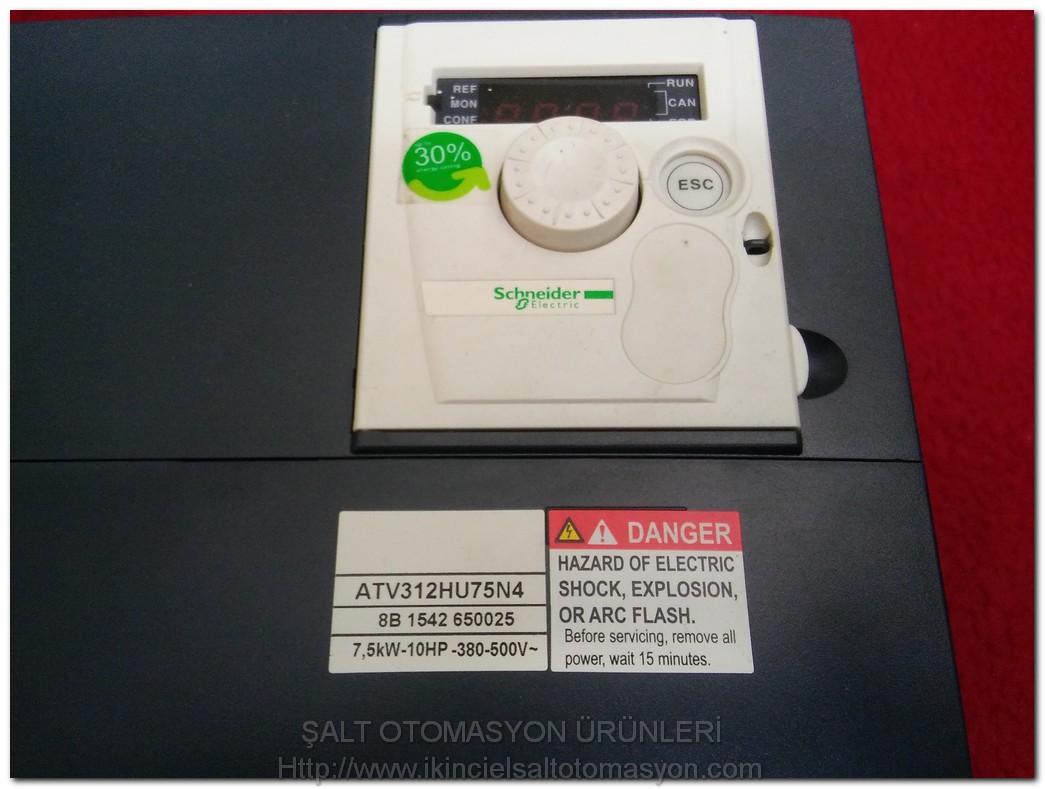 REF
MON
CONF
RUN
CAN
30%
ESC
Schneider
Electric
ATV312HU75N4
8B 1542 650025
7,5kW-10HP -380-500V~
DANGER
HAZARD OF ELECTRIC
SHOCK, EXPLOSION,
OR ARC FLASH.
Before servicing, remove all
power, wait 15 minutes.
ŞALT OTOMASYON ÜRÜNLERİ
Http://www.ikincielsaltotomasyon.com